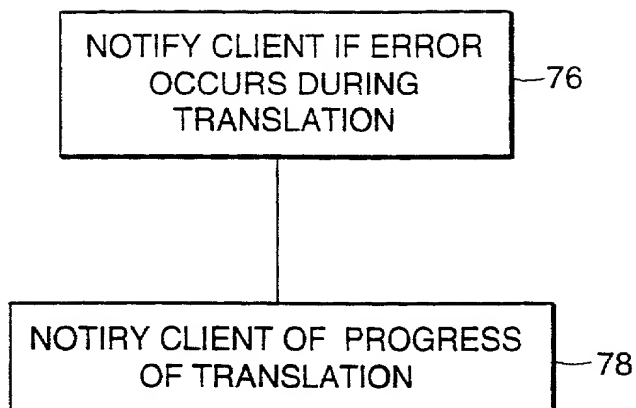 NOTIFY CLIENT IF ERROR
OCCURS DURING
TRANSLATION
76
NOTIRY CLIENT OF PROGRESS
OF TRANSLATION
78